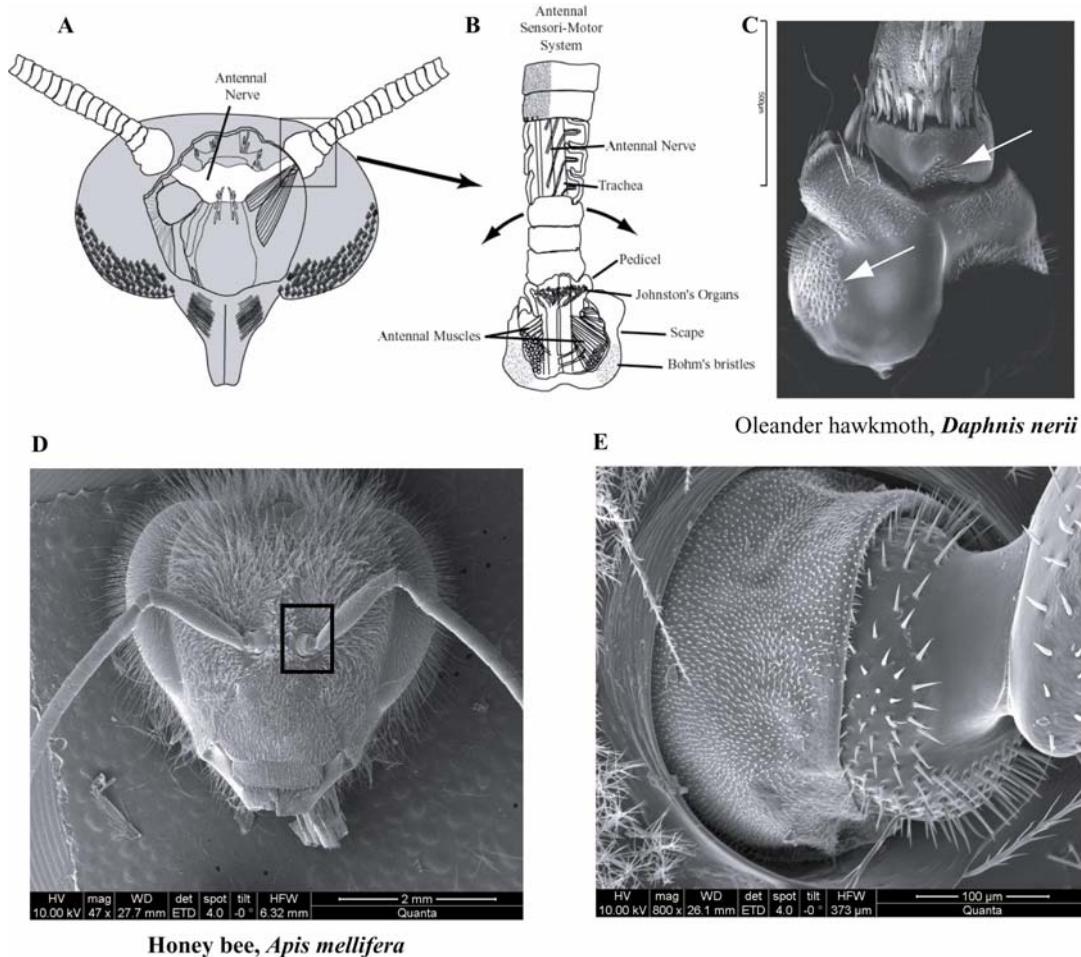 A
Antennal
Nerve
B
Antennal
Sensori-Motor
System
Antennal Nerve
Trachea
Pedicel
Johnston's Organs
Antennal Muscles
Scape
Bohm's bristles
C
500µm
Oleander hawkmoth, Daphnis nerii
D
HV mag WD det spot tilt HFW 2 mm
10.00 kV 47 x 27.7 mm ETD 4.0 -0° 6.32 mm Quanta
Honey bee, Apis mellifera
E
HV mag WD det spot tilt HFW 100 µm
10.00 kV 800 x 26.1 mm ETD 4.0 -0° 373 µm Quanta